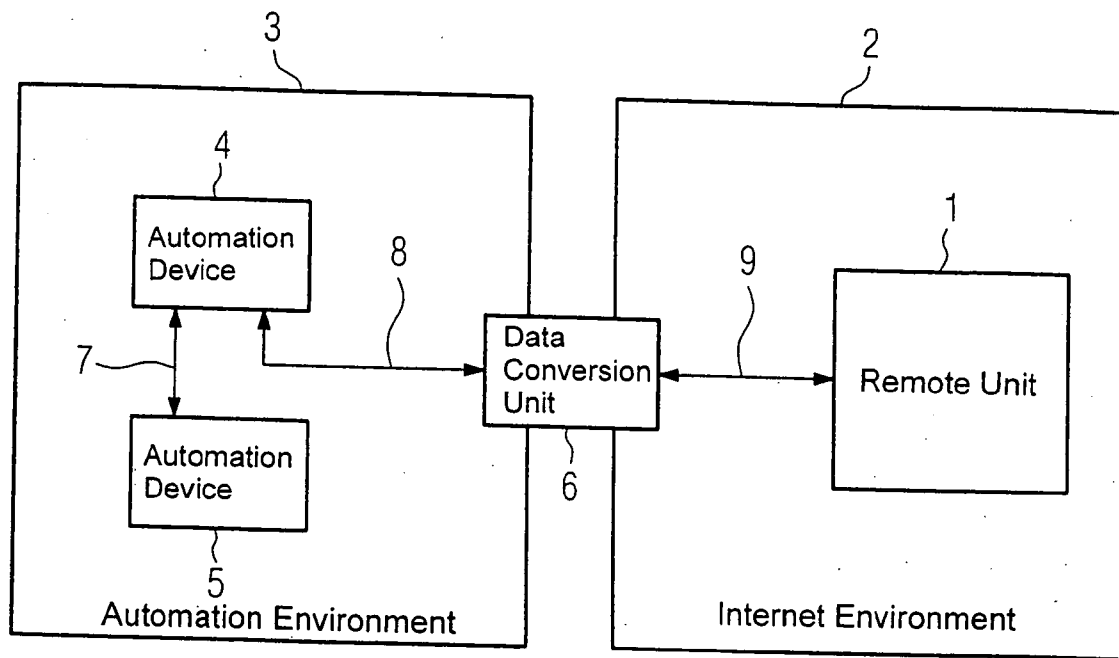 3
2
4
Automation
Device
8
1
9
7
Data
Conversion
Unit
Remote Unit
Automation
Device
6
5
Automation Environment
Internet Environment